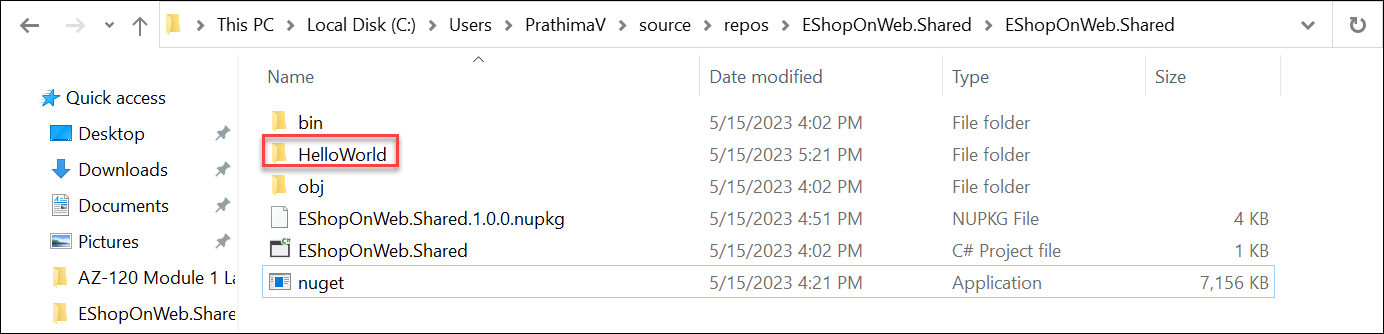 This PC > Local Disk (C:) > Users > PrathimaV > source > repos > EShopOnWeb.Shared > EShopOnWeb.Shared
Name Date modified Type Size
Quick access
Desktop
Downloads
Documents
Pictures
AZ-120 Module 1 La
EShopOnWeb.Share
bin 5/15/2023 4:02 PM File folder
HelloWorld 5/15/2023 5:21 PM File folder
obj 5/15/2023 4:02 PM File folder
EShopOnWeb.Shared.1.0.0.nupkg 5/15/2023 4:51 PM NUPKG File 4 KB
C# EShopOnWeb.Shared 5/15/2023 4:02 PM C# Project file 1 KB
nuget 5/15/2023 4:21 PM Application 7,156 KB